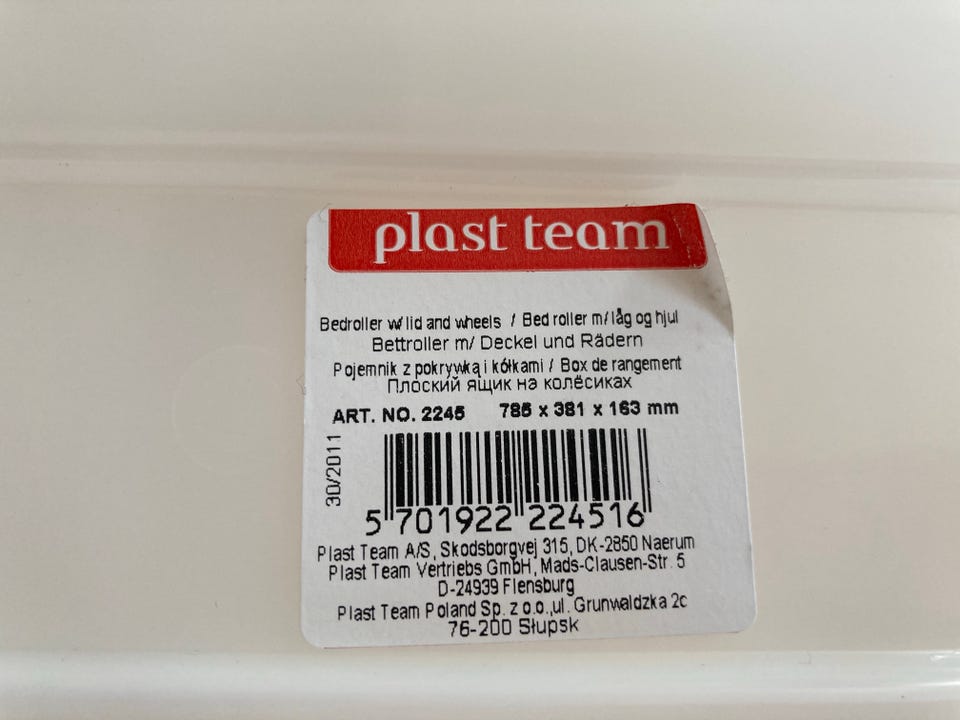 plast team
Bedroller w/ lid and wheels / Bed roller m/ låg og hjul
Bettroller m/ Deckel und Rädern
Pojemnik z pokrywką i kółkami / Box de rangement
Плоский ящик на колёсиках
ART. NO. 2245 785 x 381 x 163 mm
30/2011
5 701922 224516
Plast Team A/S, Skodsborgvej 315, DK-2850 Naerum
Plast Team Vertriebs GmbH, Mads-Clausen-Str. 5
D-24939 Flensburg
Plast Team Poland Sp. z o.o.,ul. Grunwaldzka 2c
76-200 Słupsk